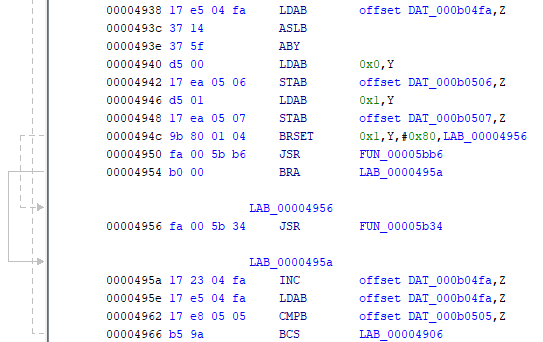 00004938 17 e5 04 fa LDAB offset DAT_000b04fa,Z
0000493c 37 14 ASLB
0000493e 37 5f ABY
00004940 d5 00 LDAB 0x0,Y
00004942 17 ea 05 06 STAB offset DAT_000b0506,Z
00004946 d5 01 LDAB 0x1,Y
00004948 17 ea 05 07 STAB offset DAT_000b0507,Z
0000494c 9b 80 01 04 BRSET 0x1,Y,#0x80,LAB_00004956
00004950 fa 00 5b b6 JSR FUN_00005bb6
00004954 b0 00 BRA LAB_0000495a
LAB_00004956
00004956 fa 00 5b 34 JSR FUN_00005b34
LAB_0000495a
0000495a 17 23 04 fa INC offset DAT_000b04fa,Z
0000495e 17 e5 04 fa LDAB offset DAT_000b04fa,Z
00004962 17 e8 05 05 CMPB offset DAT_000b0505,Z
00004966 b5 9a BCS LAB_00004906